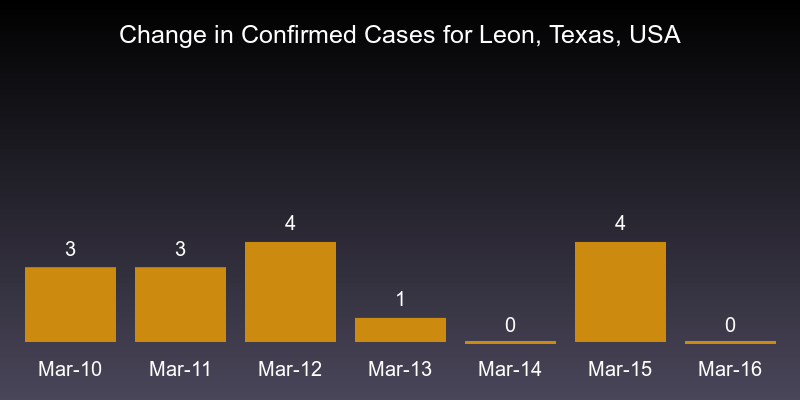 Change in Confirmed Cases for Leon, Texas, USA
3 3 4 1 0 4 0
Mar-10 Mar-11 Mar-12 Mar-13 Mar-14 Mar-15 Mar-16